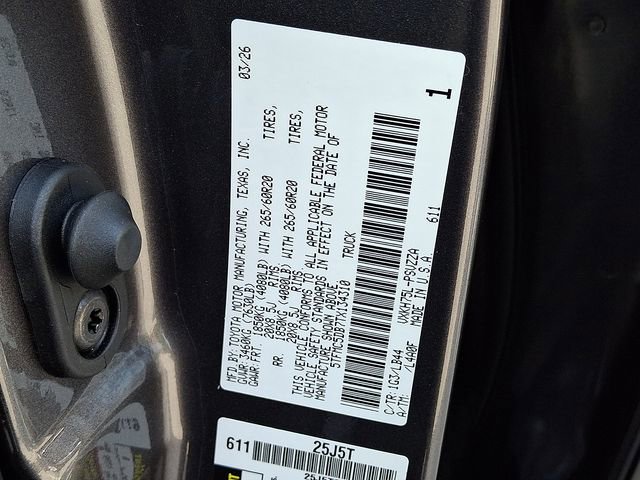 03/26
MFD.BY:TOYOTA MOTOR MANUFACTURING, TEXAS, INC.
GVWR:3460KG (7630LB)
GAWR:FRT. 1850KG (4080LB) WITH 265/60R20 TIRES,
20X8.5J RIMS
RR. 1850KG (4080LB) WITH 265/60R20 TIRES,
20X8.5J RIMS
THIS VEHICLE CONFORMS TO ALL APPLICABLE FEDERAL MOTOR
VEHICLE SAFETY STANDARDS IN EFFECT ON THE DATE OF
MANUFACTURE SHOWN ABOVE
TRUCK
C/TR:1G3/LB44 VXKH75L-PSUZZA 611
A/TM: /L4A0F MADE IN U.S.A.
1
25J5T
611